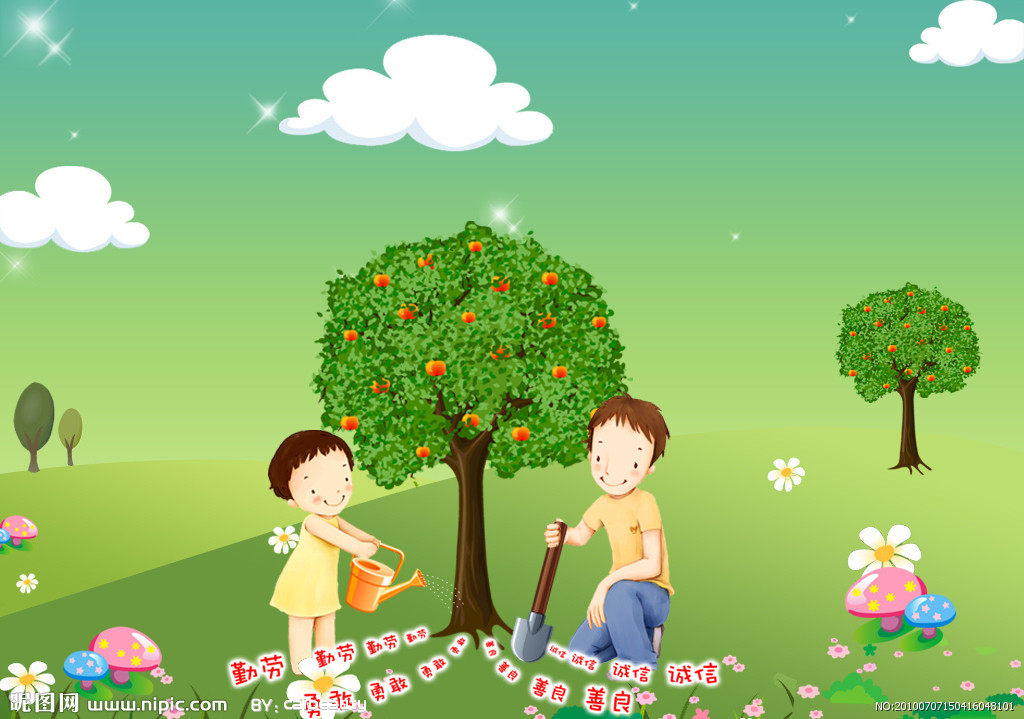 勤劳 勤劳 勤劳 勤劳
勇敢 勇敢 勇敢
善良 善良 善良
诚信 诚信 诚信 诚信
昵图网 www.nipic.com BY:
NO:20100707150416048101